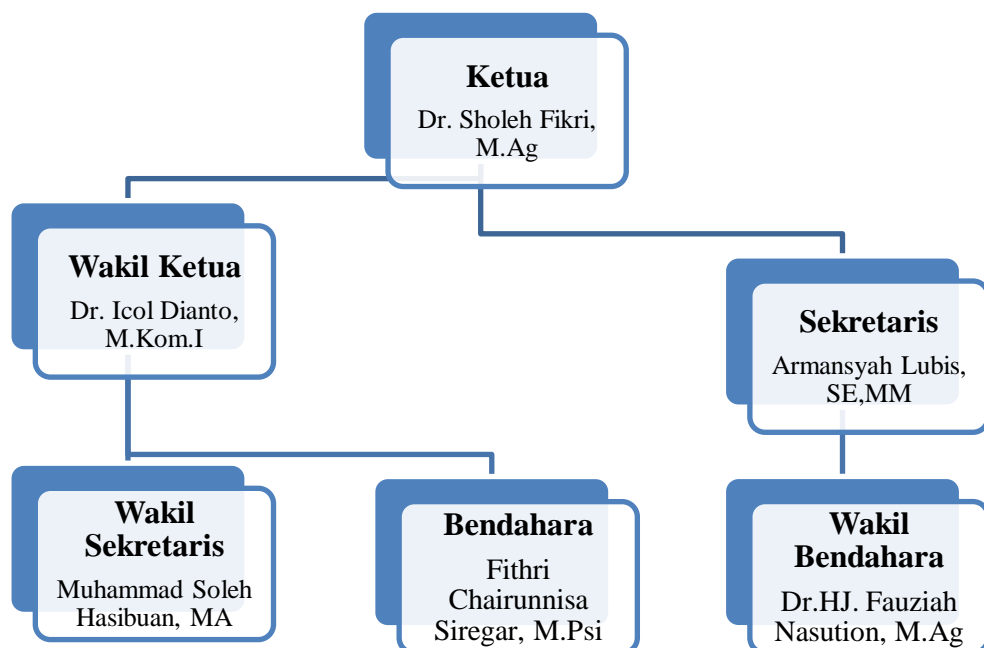 Ketua
Dr. Sholeh Fikri,
M.Ag
Wakil Ketua
Dr. Icol Dianto,
M.Kom.I
Sekretaris
Armansyah Lubis,
SE,MM
Wakil
Sekretaris
Muhammad Soleh
Hasibuan, MA
Bendahara
Fithri
Chairunnisa
Siregar, M.Psi
Wakil
Bendahara
Dr.HJ. Fauziah
Nasution, M.Ag